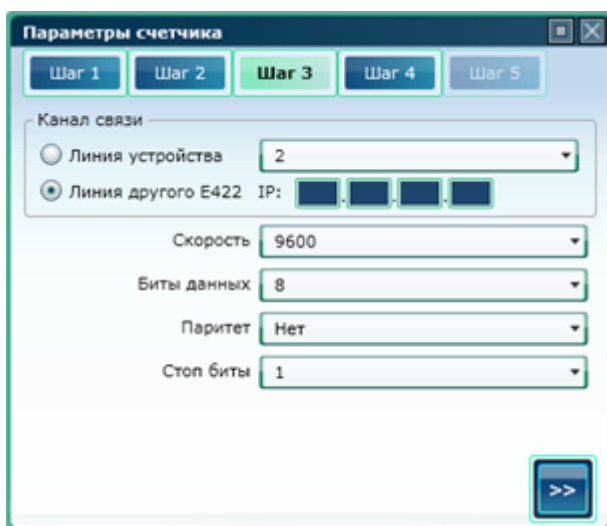 Параметры счетчика
Шаг 1 Шаг 2 Шаг 3 Шаг 4 Шаг 5
Канал связи
Линия устройства 2
Линия другого E422 IP: . . .
Скорость 9600
Биты данных 8
Паритет Нет
Стоп биты 1
>>